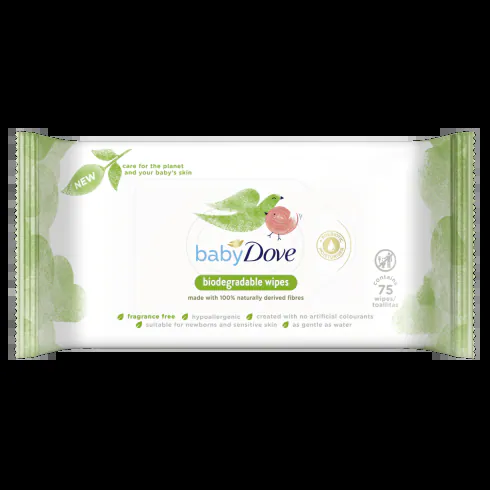 NEW
care for the planet
and your baby's skin
baby Dove
biodegradable wipes
made with 100% naturally derived fibres
fragrance free hypoallergenic created with no artificial colourants
suitable for newborns and sensitive skin as gentle as water
contains
75
wipes/
toallitas